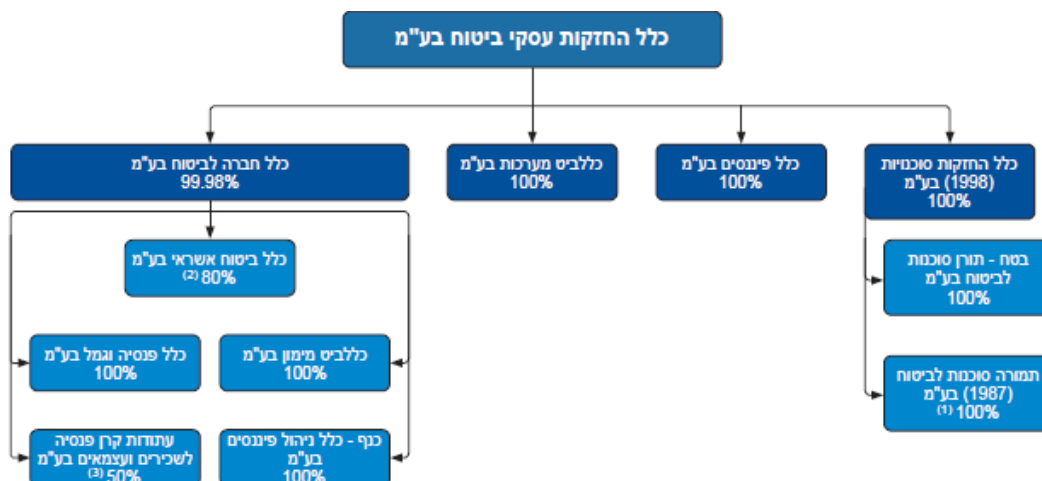 כלל החזקות עסקי ביטוח בע"מ
כלל החזקות סוכנויות
(1998) בע"מ
100%
כלל פיננסים בע"מ
100%
כללביט מערכות בע"מ
100%
כלל חברה לביטוח בע"מ
99.98%
בטח - תורן סוכנות
לביטוח בע"מ
100%
תמורה סוכנות לביטוח
(1987) בע"מ
100% (1)
כלל ביטוח אשראי בע"מ
80% (2)
כללביט מימון בע"מ
100%
כלל פנסיה וגמל בע"מ
100%
כנף - כלל ניהול פיננסים
בע"מ
100%
עתודות קרן פנסיה
לשכירים ועצמאים בע"מ
50% (3)